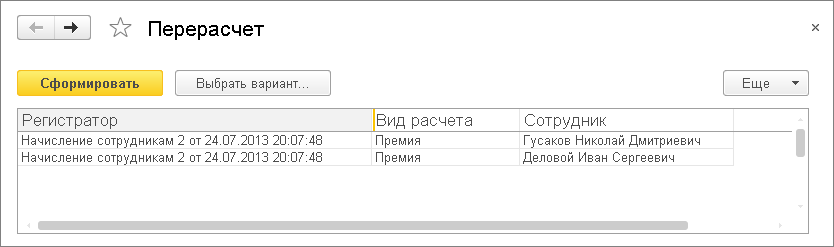 Перерасчет
Сформировать Выбрать вариант... Еще
Регистратор Вид расчета Сотрудник
Начисление сотрудникам 2 от 24.07.2013 20:07:48 Премия Гусаков Николай Дмитриевич
Начисление сотрудникам 2 от 24.07.2013 20:07:48 Премия Деловой Иван Сергеевич